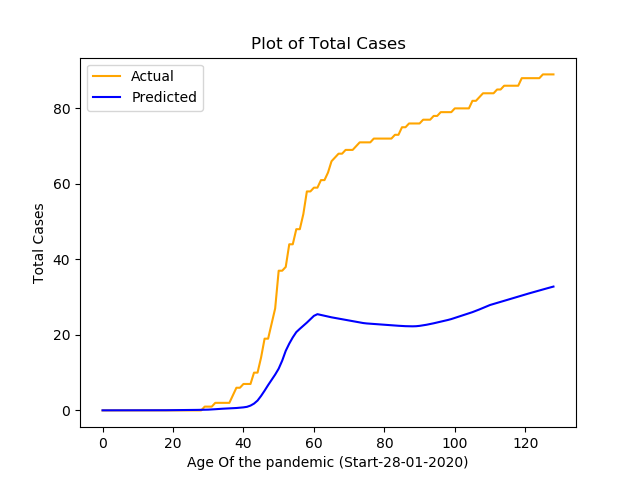 Plot of Total Cases
Actual
Predicted
Total Cases
80
60
40
20
0
0 20 40 60 80 100 120
Age Of the pandemic (Start-28-01-2020)